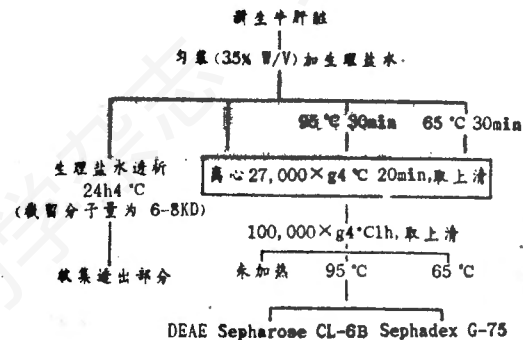 新生牛肝脏
匀浆(35% W/V)加生理盐水
95 ℃ 30min 65 ℃ 30min
生理盐水透析
24h4 ℃
(截留分子量为 6-8KD)
收集透出部分
离心 27,000×g4 ℃ 20min,取上清
100,000×g4℃1h,取上清
未加热 95 ℃ 65 ℃
DEAE Sepharose CL-6B Sephadex G-75
学杂志